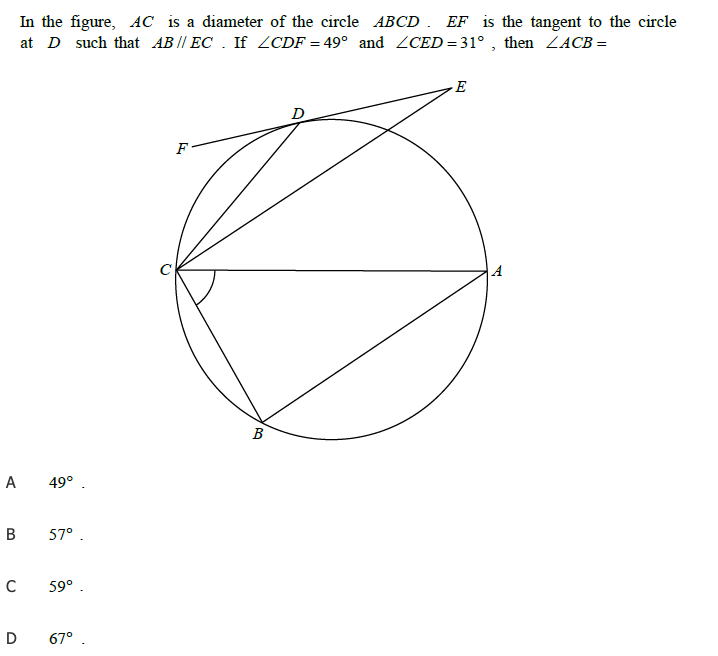 In the figure, AC is a diameter of the circle ABCD . EF is the tangent to the circle
at D such that AB // EC . If ∠CDF = 49° and ∠CED = 31° , then ∠ACB =
E
D
F
C
A
B
A 49° .
B 57° .
C 59° .
D 67° .